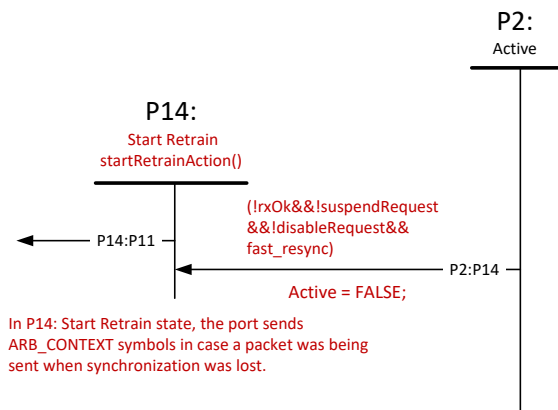 P2:
Active
P14:
Start Retrain
startRetrainAction()
(!rxOk&&!suspendRequest
&&!disableRequest&&
fast_resync)
P14:P11
P2:P14
Active = FALSE;
In P14: Start Retrain state, the port sends
ARB_CONTEXT symbols in case a packet was being
sent when synchronization was lost.